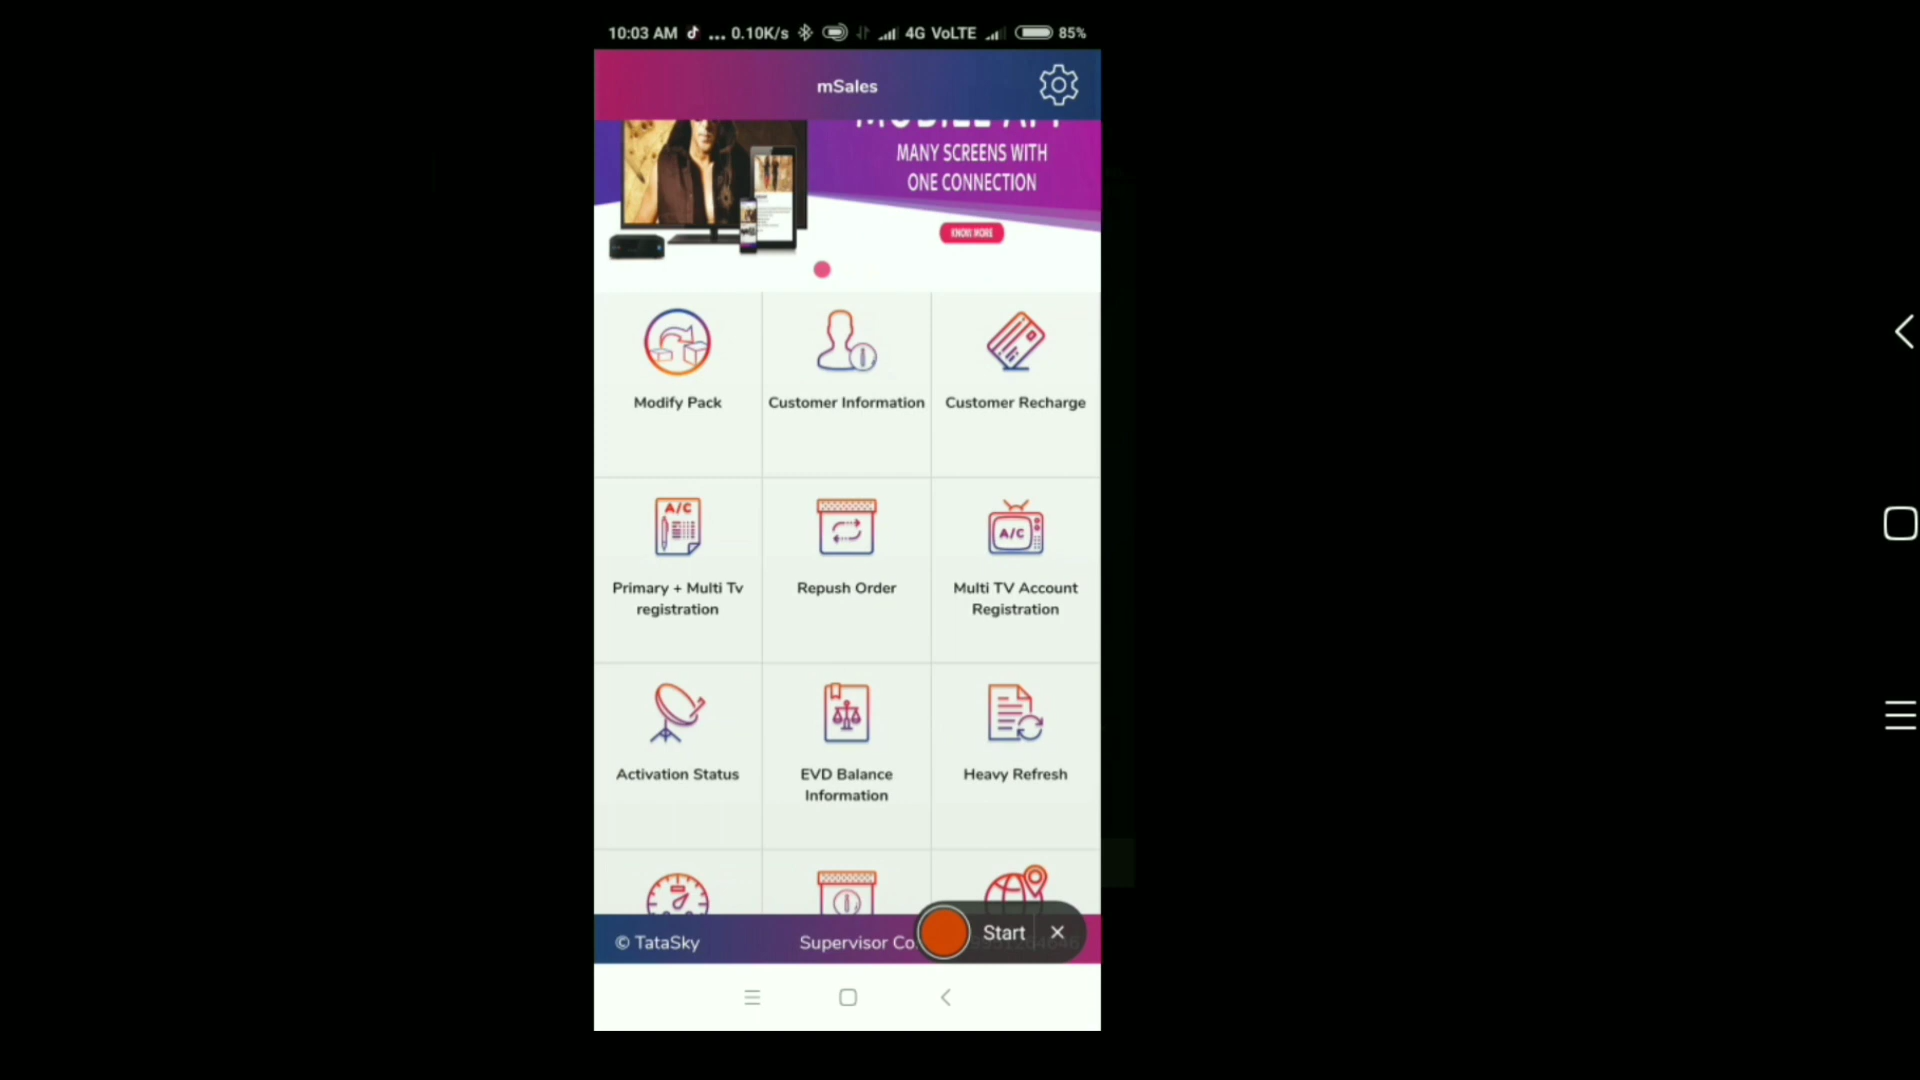 10:03 AM ... 0.10K/s 4G VoLTE 85%
mSales
MANY SCREENS WITH
ONE CONNECTION
KNOW MORE
Modify Pack
Customer Information
Customer Recharge
A/C
A/C
Primary + Multi Tv
registration
Repush Order
Multi TV Account
Registration
Activation Status
EVD Balance
Information
Heavy Refresh
© TataSky
Supervisor Co
Start